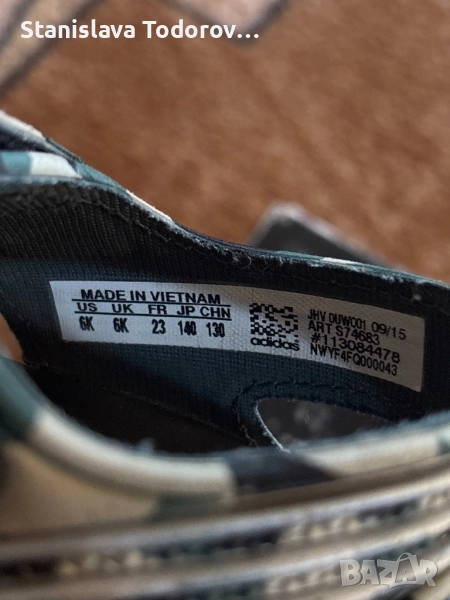 Stanislava Todorov...
MADE IN VIETNAM
US UK FR JP CHN
6K 6K 23 140 130
adidas
JHV DUW001 09/15
ART S74683
#113084478
NWYF4FQ000043
BAZAR